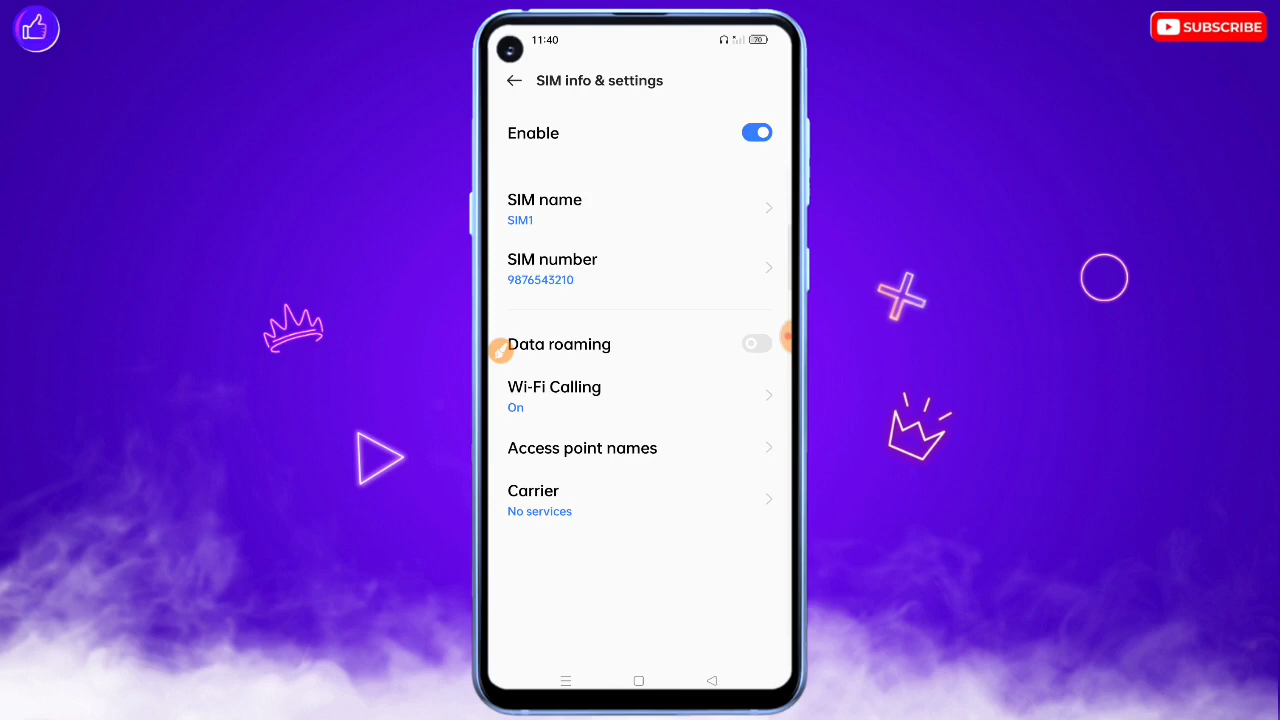 SUBSCRIBE
11:40
70
SIM info & settings
Enable
SIM name
SIM1
SIM number
9876543210
Data roaming
Wi-Fi Calling
On
Access point names
Carrier
No services